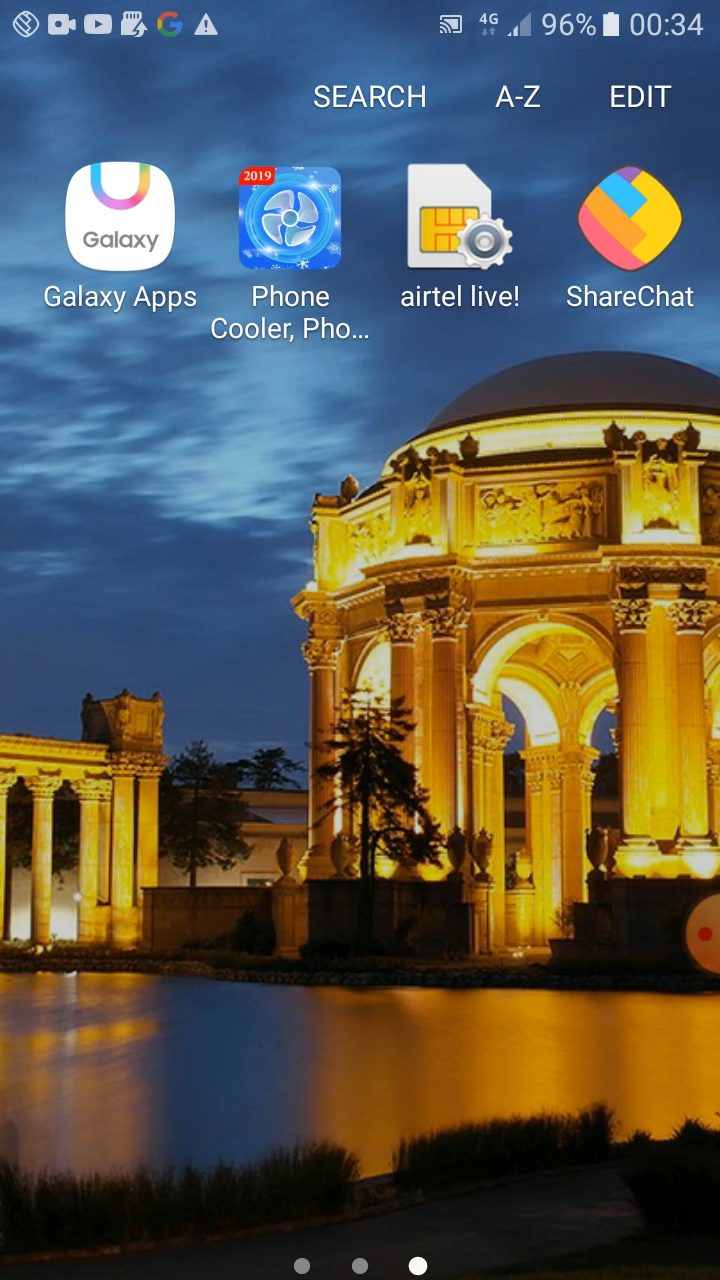 4G 96% 00:34
SEARCH A-Z EDIT
2019
Galaxy
Galaxy Apps Phone airtel live! ShareChat
Cooler, Pho...